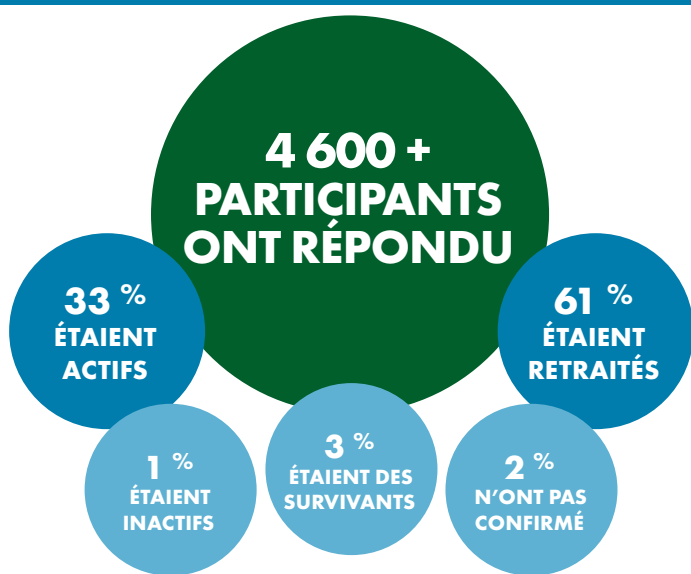 4 600 +
PARTICIPANTS
ONT RÉPONDU
33 %
ÉTAIENT
ACTIFS
61 %
ÉTAIENT
RETRAITÉS
1 %
ÉTAIENT
INACTIFS
3 %
ÉTAIENT DES
SURVIVANTS
2 %
N'ONT PAS
CONFIRMÉ